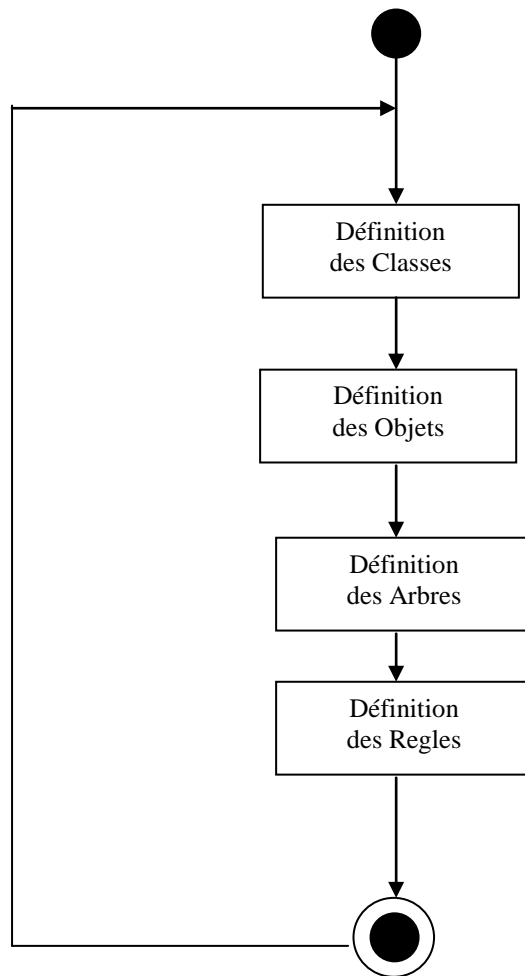 Définition
des Classes
Définition
des Objets
Définition
des Arbres
Définition
des Regles